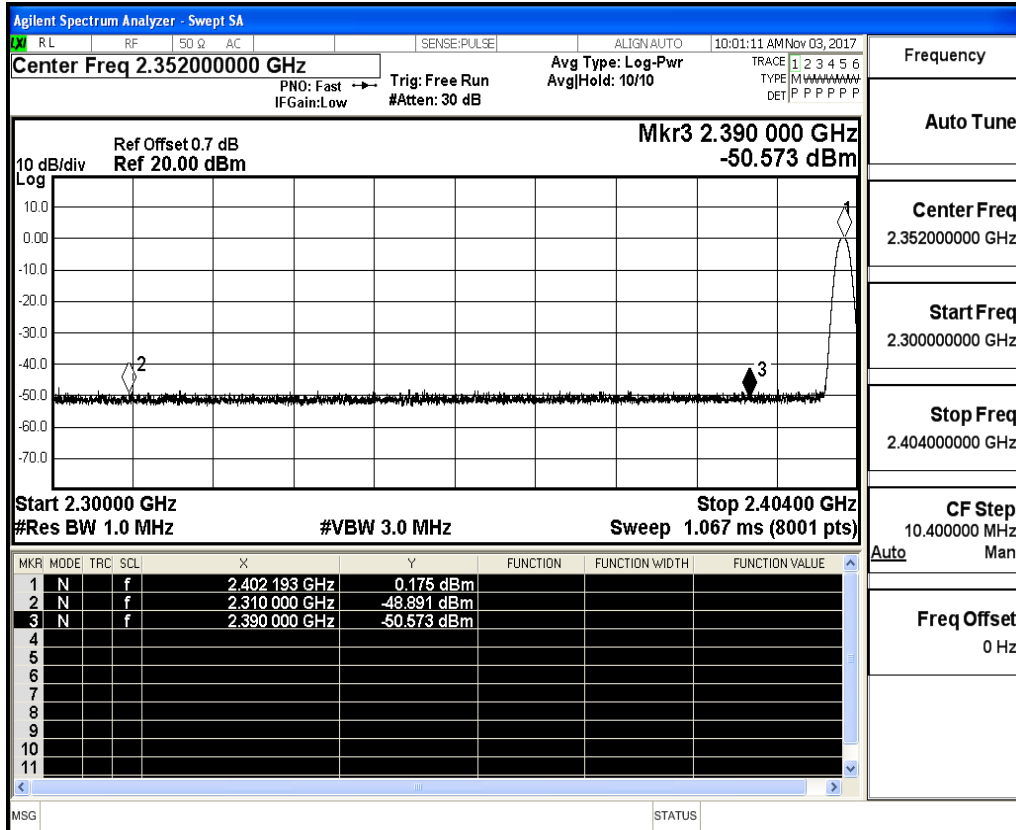 Agilent Spectrum Analyzer - Swept SA
LXI RL RF 50 Ω AC SENSE:PULSE ALIGN AUTO 10:01:11 AM Nov 03, 2017
Center Freq 2.352000000 GHz
PNO: Fast
IFGain:Low
Trig: Free Run
#Atten: 30 dB
Avg Type: Log-Pwr
Avg|Hold: 10/10
TRACE 1 2 3 4 5 6
TYPE M W W W W W
DET P P P P P P
Mkr3 2.390 000 GHz
-50.573 dBm
Ref Offset 0.7 dB
10 dB/div Ref 20.00 dBm
Log
10.0
0.00
-10.0
-20.0
-30.0
-40.0
-50.0
-60.0
-70.0
1
2
3
Start 2.30000 GHz Stop 2.40400 GHz
#Res BW 1.0 MHz #VBW 3.0 MHz Sweep 1.067 ms (8001 pts)
MKR MODE TRC SCL X Y FUNCTION FUNCTION WIDTH FUNCTION VALUE
1 N f 2.402 193 GHz 0.175 dBm
2 N f 2.310 000 GHz -48.891 dBm
3 N f 2.390 000 GHz -50.573 dBm
4
5
6
7
8
9
10
11
MSG STATUS
Frequency
Auto Tune
Center Freq
2.352000000 GHz
Start Freq
2.300000000 GHz
Stop Freq
2.404000000 GHz
CF Step
10.400000 MHz
Auto Man
Freq Offset
0 Hz